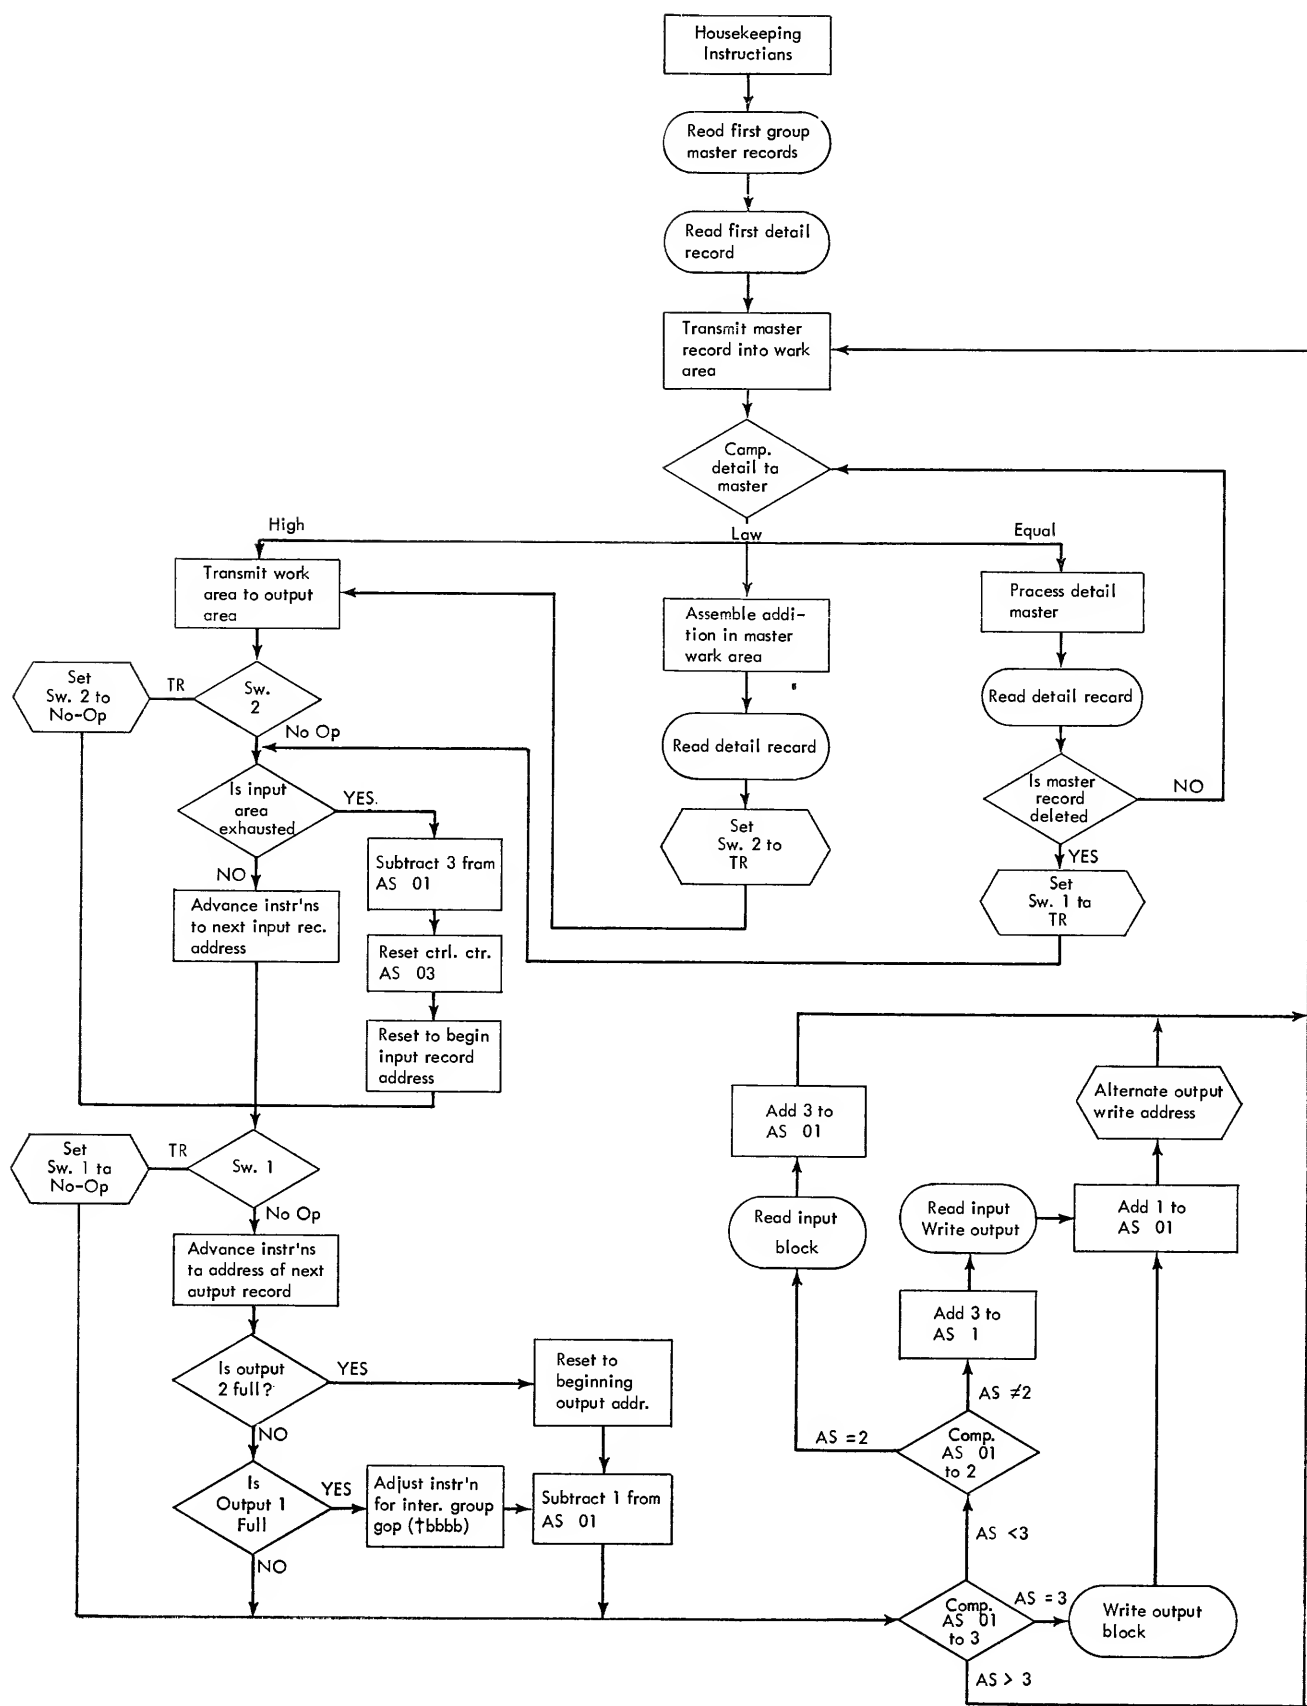 Housekeeping
Instructions
Reod first group
master records
Read first detail
record
Transmit master
record into wark
area
Camp.
detail ta
master
High
Law
Equal
Transmit work
area to output
area
Assemble addi-
tion in master
wark area
Pracess detail
master
Set
Sw. 2 to
No-Op
TR
Sw.
2
No Op
Read detail record
Read detail record
Is input
area
exhausted
YES.
NO
Is master
record
deleted
NO
YES
Set
Sw. 2 to
TR
Subtract 3 fram
AS 01
Set
Sw. 1 ta
TR
Advance instr'ns
to next input rec.
address
Reset ctrl. ctr.
AS 03
Reset to begin
input record
address
Add 3 to
AS 01
Alternate output
write address
Set
Sw. 1 ta
No-Op
TR
Sw. 1
No Op
Read input
block
Read input
Write output
Add 1 to
AS 01
Advance instr'ns
ta address af next
autput record
Add 3 to
AS 1
Is output
2 full?
YES
NO
Reset to
beginning
output addr.
AS ≠2
AS =2
Comp.
AS 01
to 2
Is
Output 1
Full
YES
NO
Adjust instr'n
for inter. group
gop (†bbbb)
Subtract 1 from
AS 01
AS <3
Comp.
AS 01
to 3
AS = 3
Write output
block
AS > 3